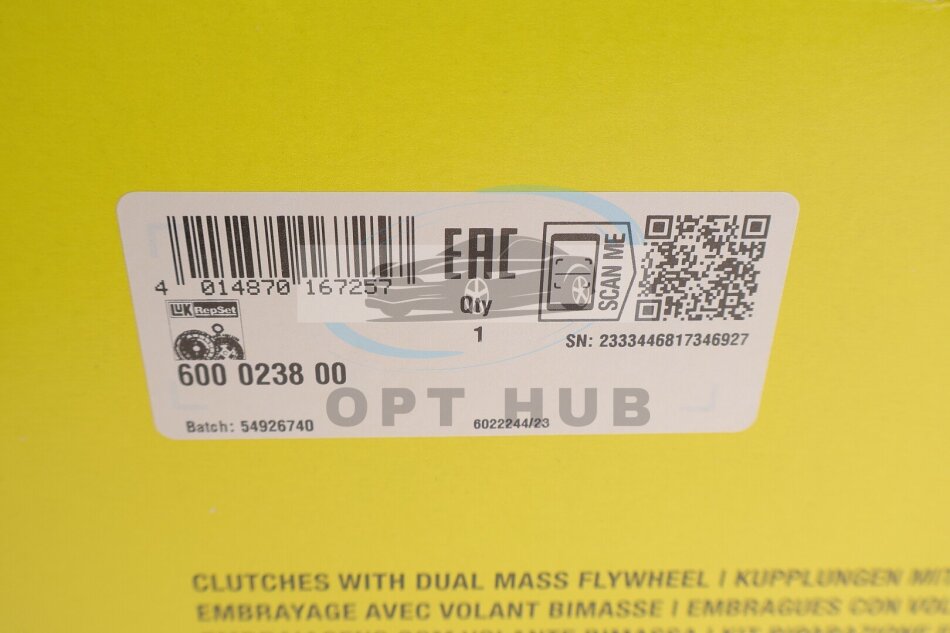 EAC
SCAN ME
4 014870 167257
Qty
1
LuK RepSet
SN: 2333446817346927
600 0238 00
OPT HUB
Batch: 54926740
6022244/23
CLUTCHES WITH DUAL MASS FLYWHEEL | KUPPLUNGEN MIT
EMBRAYAGE AVEC VOLANT BIMASSE | EMBRAGUES CON VOL